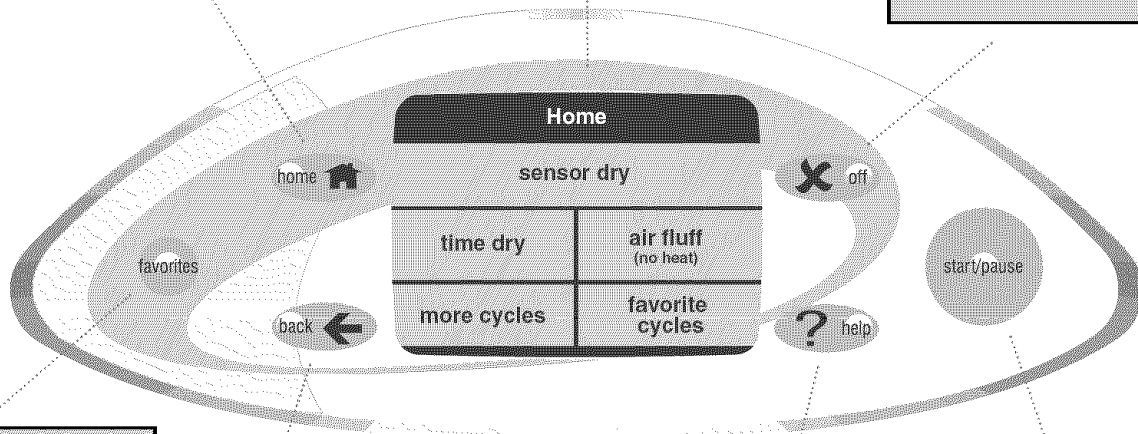 Home
home
sensor dry
off
time dry
air fluff
(no heat)
favorites
start/pause
more cycles
favorite
cycles
back
help